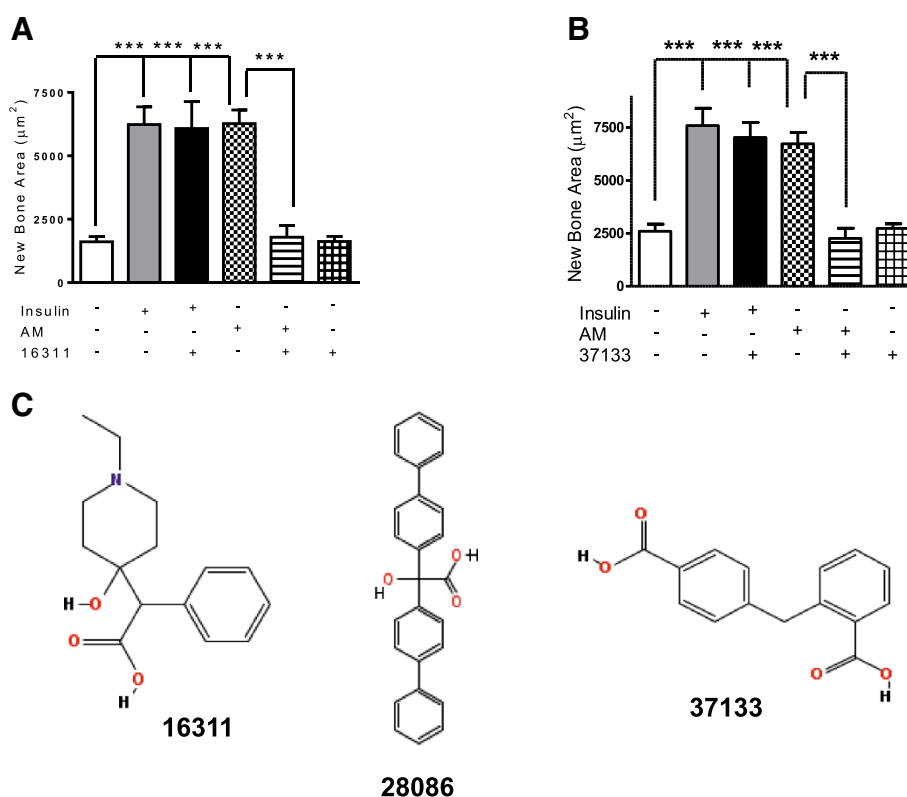 A
*** *** *** ***
New Bone Area (μm²)
7500
5000
2500
0
Insulin - + + - - -
AM - - - + + -
16311 - - + - + +
B
*** *** *** ***
New Bone Area (μm²)
7500
5000
2500
0
Insulin - + + - - -
AM - - - + + -
37133 - - + - + +
C
N
H-O
O
O
H
16311
O
H
O-H
O
28086
O
H
O
O
O
H
37133